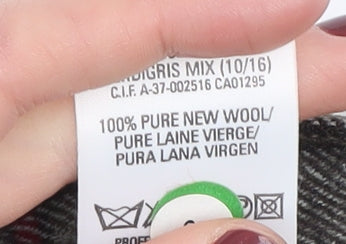 MIX (10/16)
C.I.F. A-37-002516 CA01295
100% PURE NEW WOOL/
PURE LAINE VIERGE/
PURA LANA VIRGEN